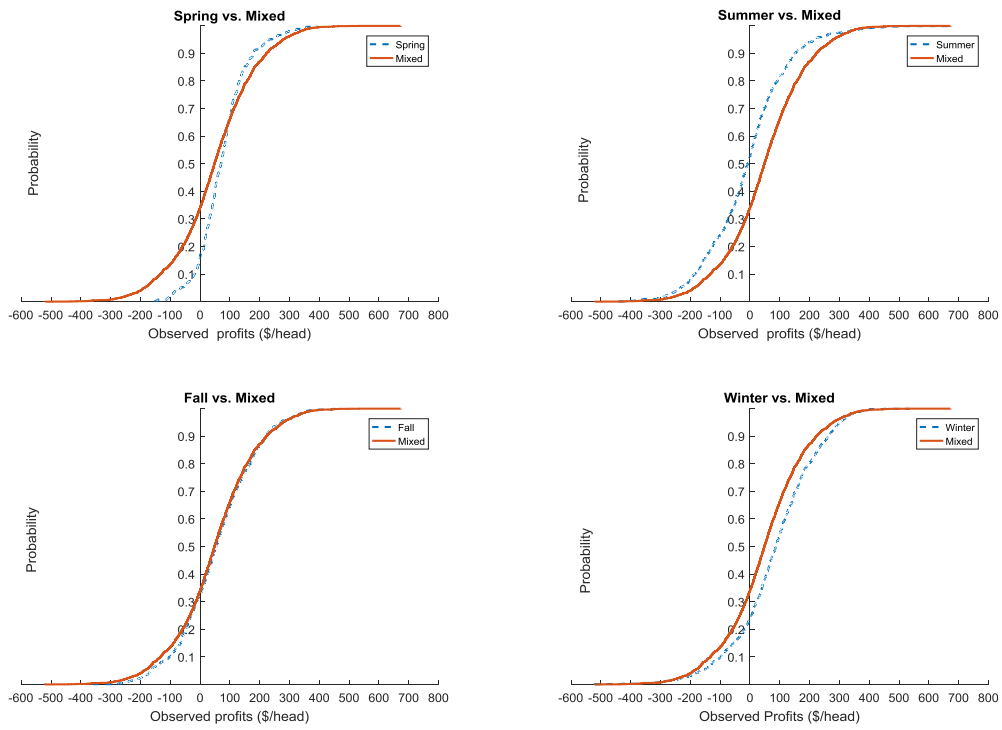 Spring vs. Mixed
0.9
0.8
0.7
0.6
0.5
0.4
0.3
0.2
0.1
Probability
Spring
Mixed
-600 -500 -400 -300 -200 -100 0 100 200 300 400 500 600 700 800
Observed profits ($/head)
Summer vs. Mixed
0.9
0.8
0.7
0.6
0.5
0.4
0.3
0.2
0.1
Probability
Summer
Mixed
-600 -500 -400 -300 -200 -100 0 100 200 300 400 500 600 700 800
Observed profits ($/head)
Fall vs. Mixed
0.9
0.8
0.7
0.6
0.5
0.4
0.3
0.2
0.1
Probability
Fall
Mixed
-600 -500 -400 -300 -200 -100 0 100 200 300 400 500 600 700 800
Observed profits ($/head)
Winter vs. Mixed
0.9
0.8
0.7
0.6
0.5
0.4
0.3
0.2
0.1
Probability
Winter
Mixed
-600 -500 -400 -300 -200 -100 0 100 200 300 400 500 600 700 800
Observed Profits ($/head)